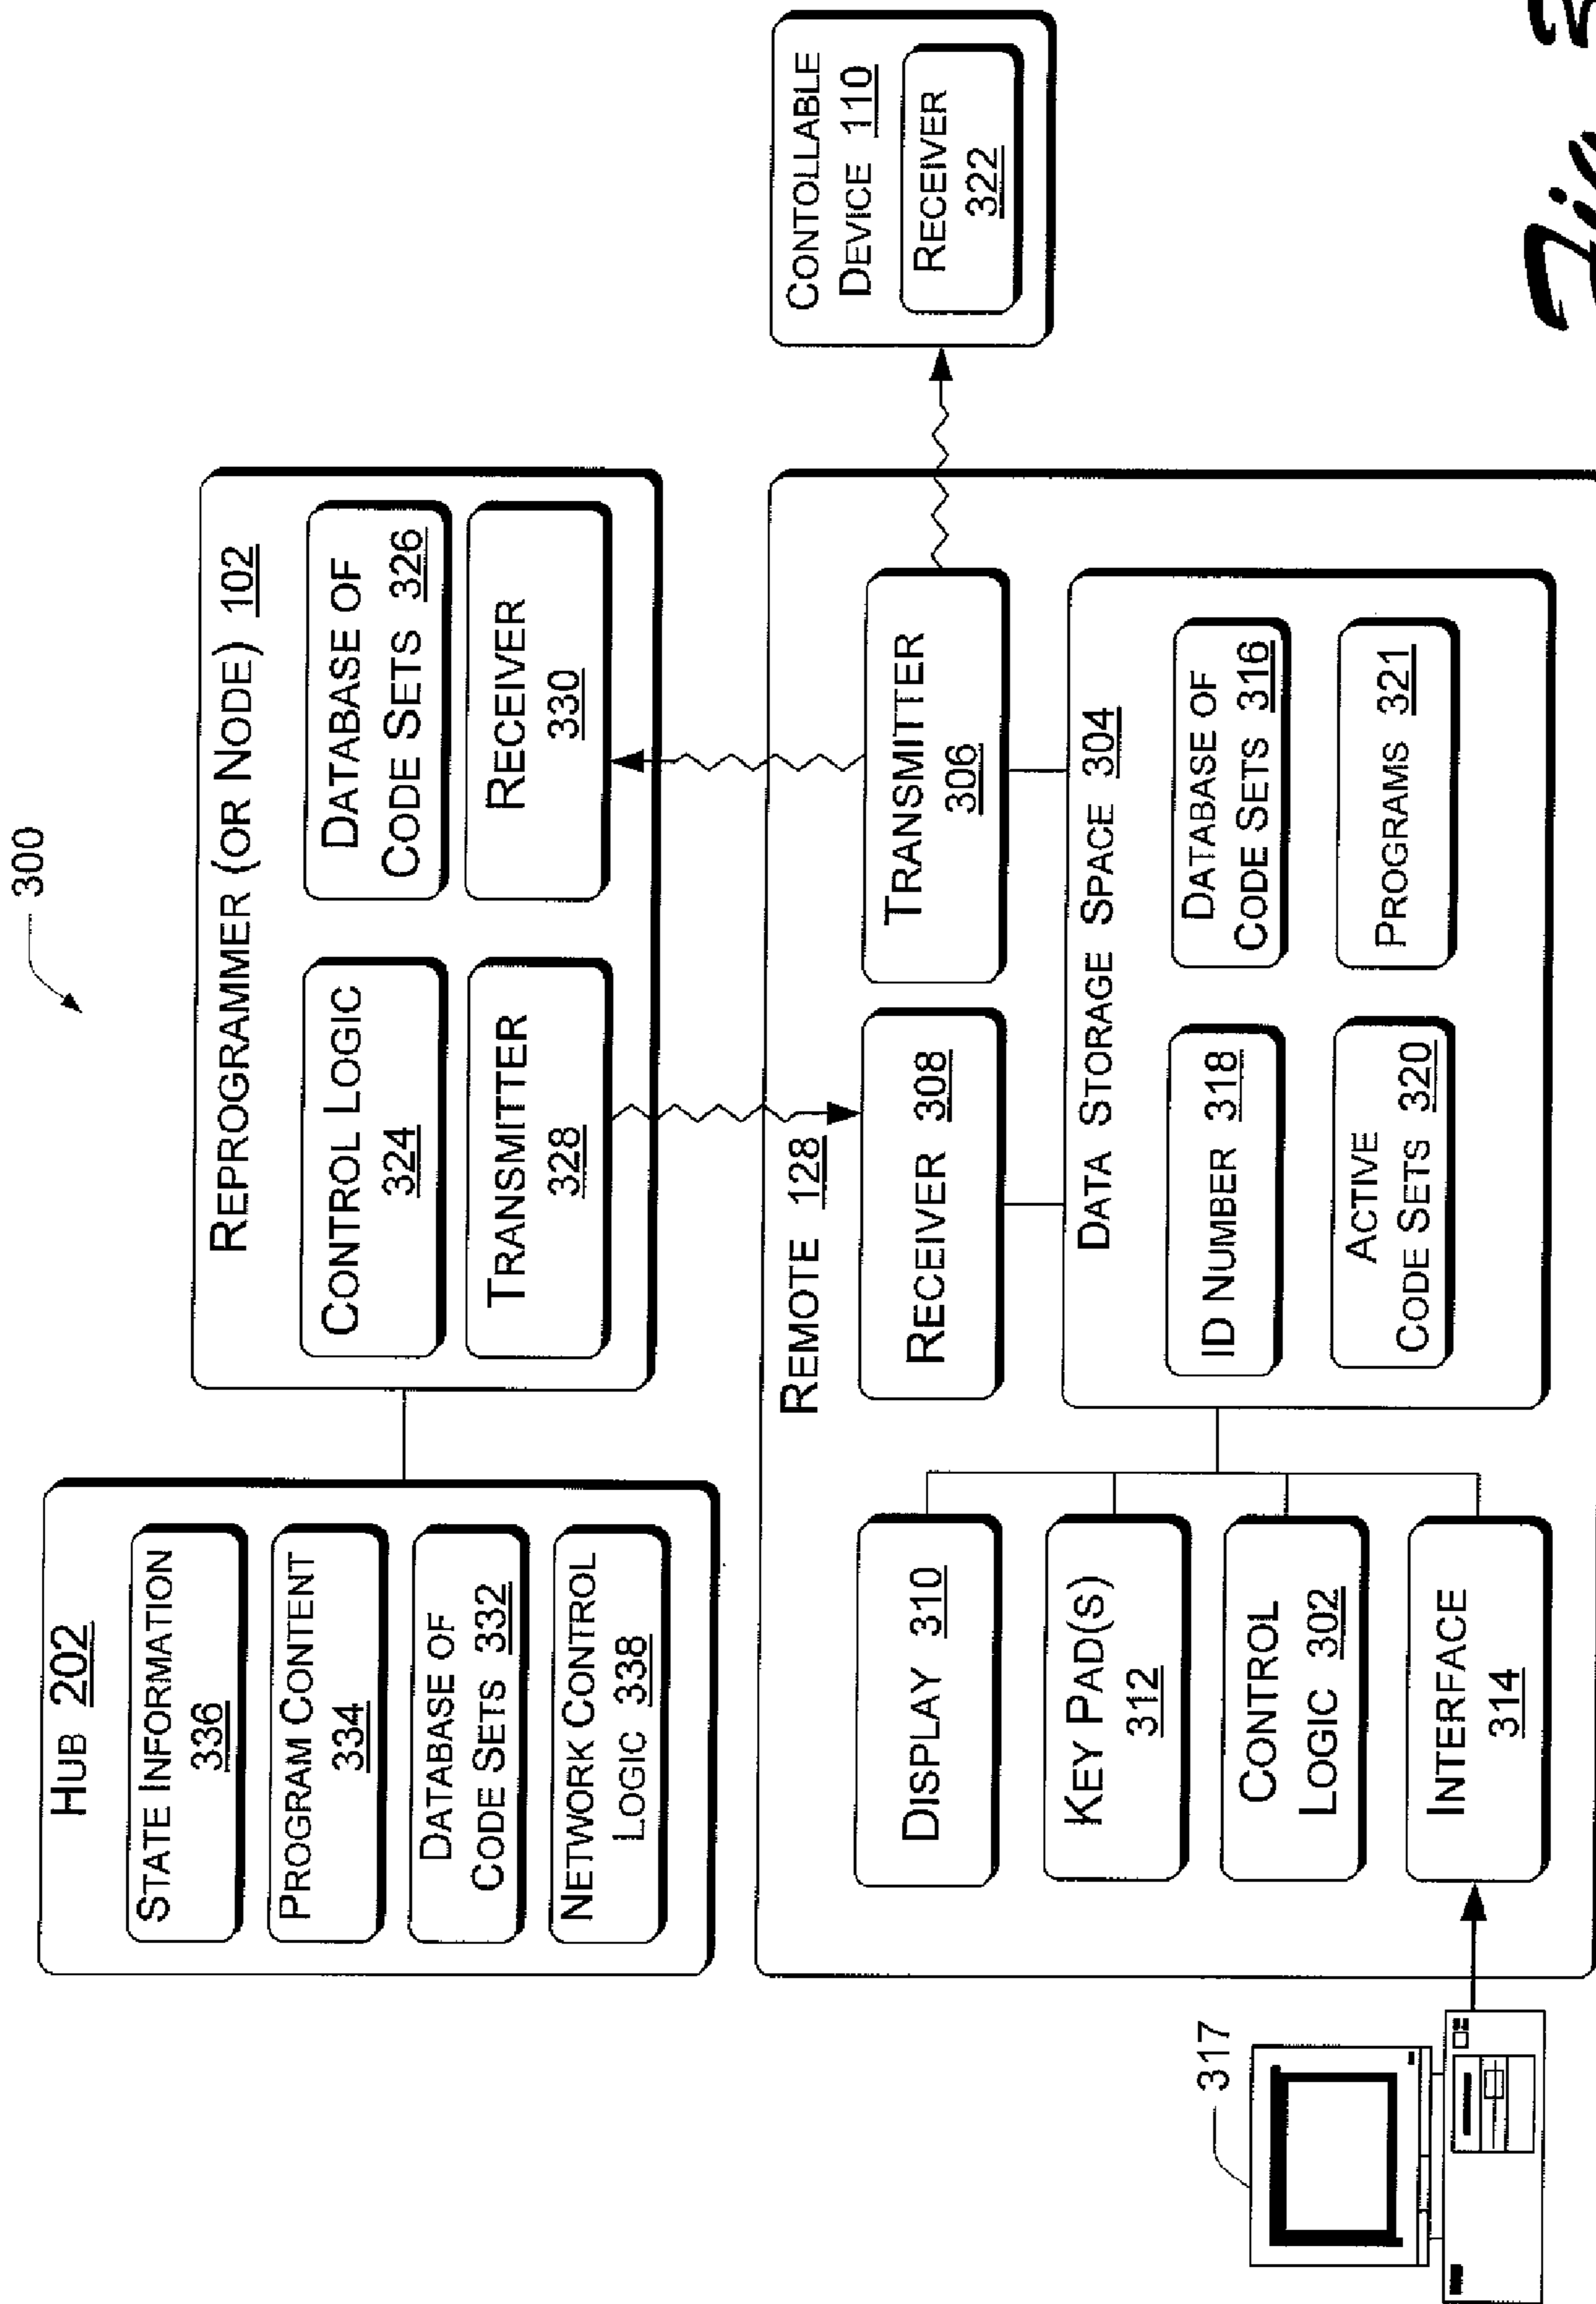 300
HUB 202
STATE INFORMATION
336
PROGRAM CONTENT
334
DATABASE OF
CODE SETS 332
NETWORK CONTROL
LOGIC 338
REPROGRAMMER (OR NODE) 102
CONTROL LOGIC
324
DATABASE OF
CODE SETS 326
TRANSMITTER
328
RECEIVER
330
REMOTE 128
DISPLAY 310
KEY PAD(S)
312
CONTROL
LOGIC 302
INTERFACE
314
RECEIVER 308
TRANSMITTER
306
DATA STORAGE SPACE 304
ID NUMBER 318
DATABASE OF
CODE SETS 316
ACTIVE
CODE SETS 320
PROGRAMS 321
CONTOLLABLE
DEVICE 110
RECEIVER
322
317